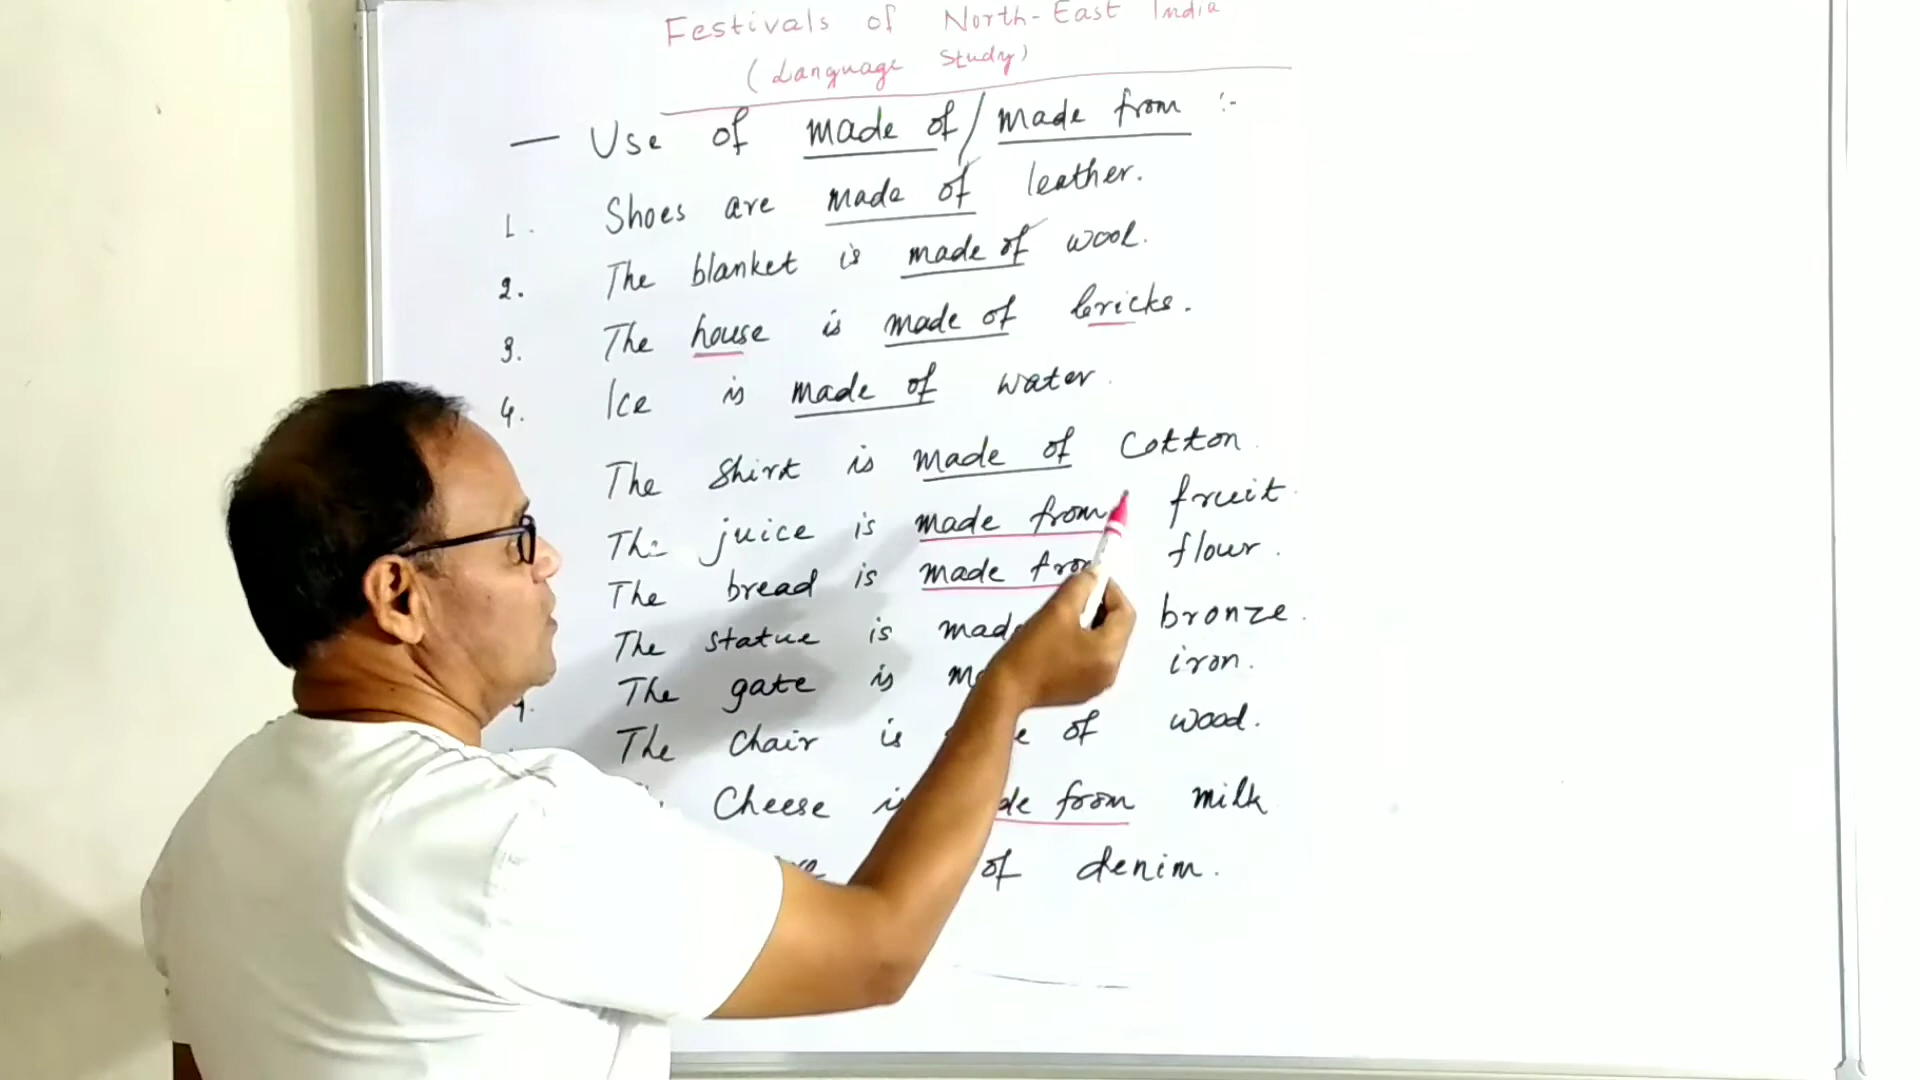 Festivals of North-East India
(Language Study)
— Use of made of / made from :-
1. Shoes are made of leather.
2. The blanket is made of wool.
3. The house is made of bricks.
4. Ice is made of water.
The Shirt is made of Cotton.
The juice is made from fruit.
The bread is made from flour.
The statue is made bronze.
9. The gate is iron.
The Chair is of wood.
Cheese is from milk
of denim.